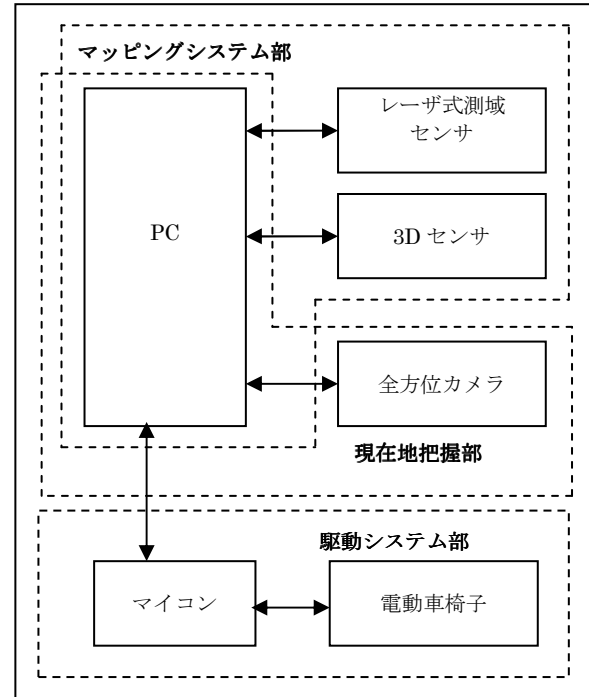 マッピングシステム部
レーザ式測域
センサ
PC
3D センサ
全方位カメラ
現在地把握部
駆動システム部
マイコン
電動車椅子